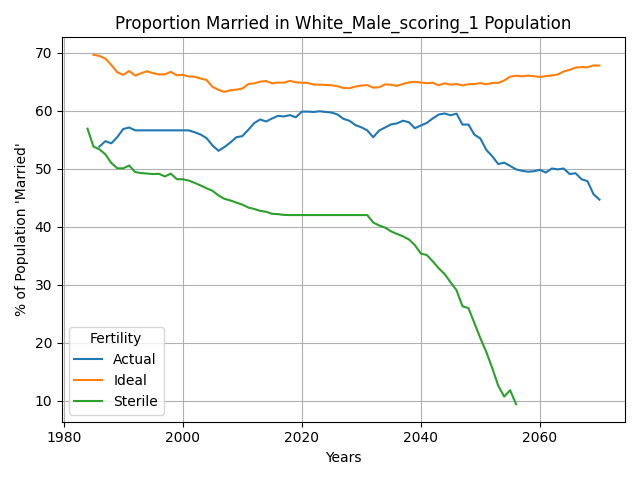 Proportion Married in White_Male_scoring_1 Population
% of Population 'Married'
70
60
50
40
30
20
10
Fertility
Actual
Ideal
Sterile
1980
2000
2020
2040
2060
Years